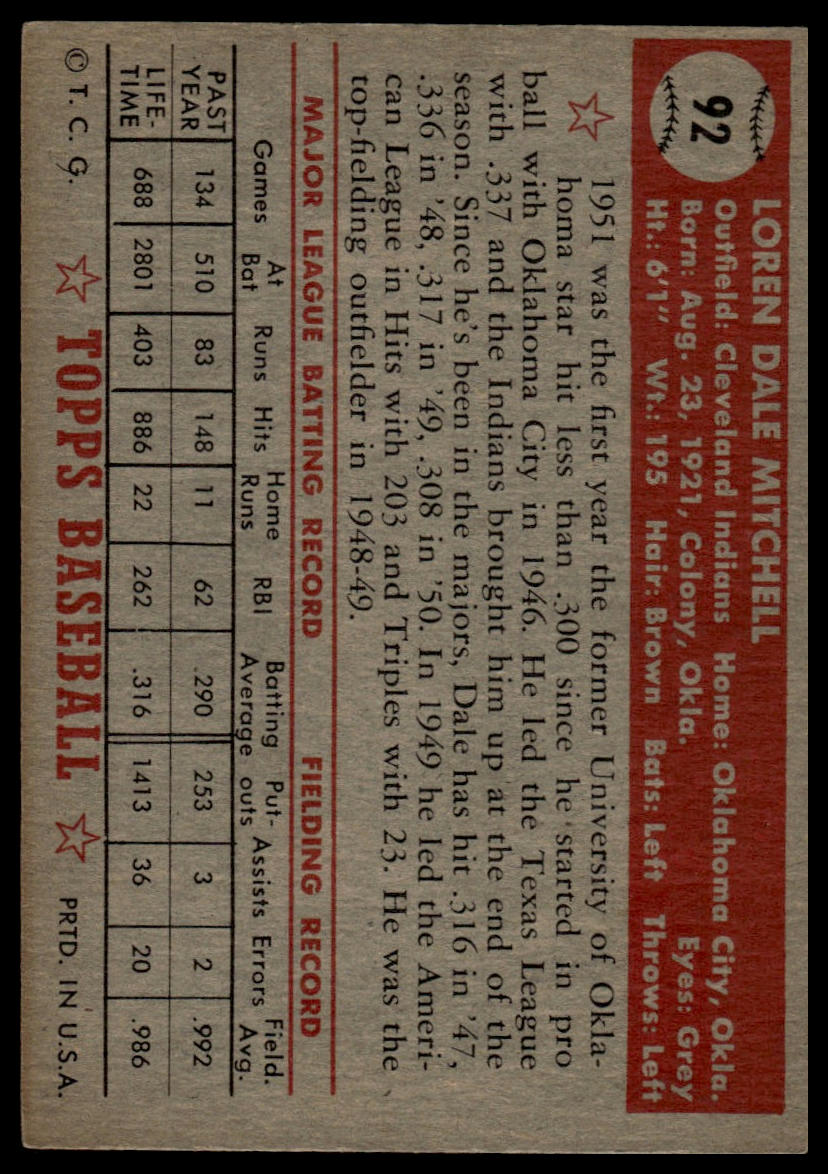 92
LOREN DALE MITCHELL
Outfield: Cleveland Indians Home: Oklahoma City, Okla.
Born: Aug. 23, 1921, Colony, Okla. Eyes: Grey
Ht.: 6'1" Wt.: 195 Hair: Brown Bats: Left Throws: Left
1951 was the first year the former University of Okla-
homa star hit less than .300 since he started in pro
ball with Oklahoma City in 1946. He led the Texas League
with .337 and the Indians brought him up at the end of the
season. Since he's been in the majors, Dale has hit .316 in '47,
.336 in '48, .317 in '49, .308 in '50. In 1949 he led the Ameri-
can League in Hits with 203 and Triples with 23. He was the
top-fielding outfielder in 1948-49.
MAJOR LEAGUE BATTING RECORD FIELDING RECORD
Games At Bat Runs Hits Home Runs RBI Batting Average Put-outs Assists Errors Field. Avg.
PAST YEAR 134 510 83 148 11 62 .290 253 3 2 .992
LIFE-TIME 688 2801 403 886 22 262 .316 1413 36 20 .986
© T. C. G. TOPPS BASEBALL PRTD. IN U.S.A.